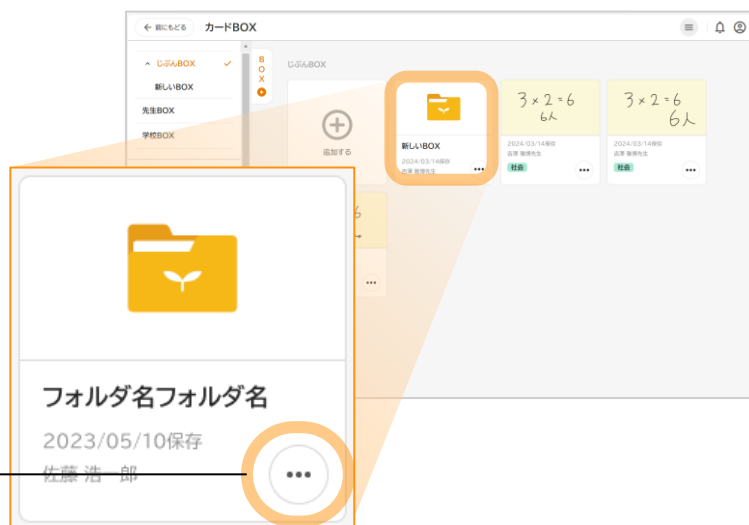 ← 前にもどる カードBOX
じぶんBOX
新しいBOX
先生BOX
学校BOX
BOX
じぶんBOX
追加する
新しいBOX
2024/03/14保存
3×2=6
6人
2024/03/14保存
社会
3×2=6
6人
2024/03/14保存
社会
6
フォルダ名フォルダ名
2023/05/10保存
佐藤 浩一郎